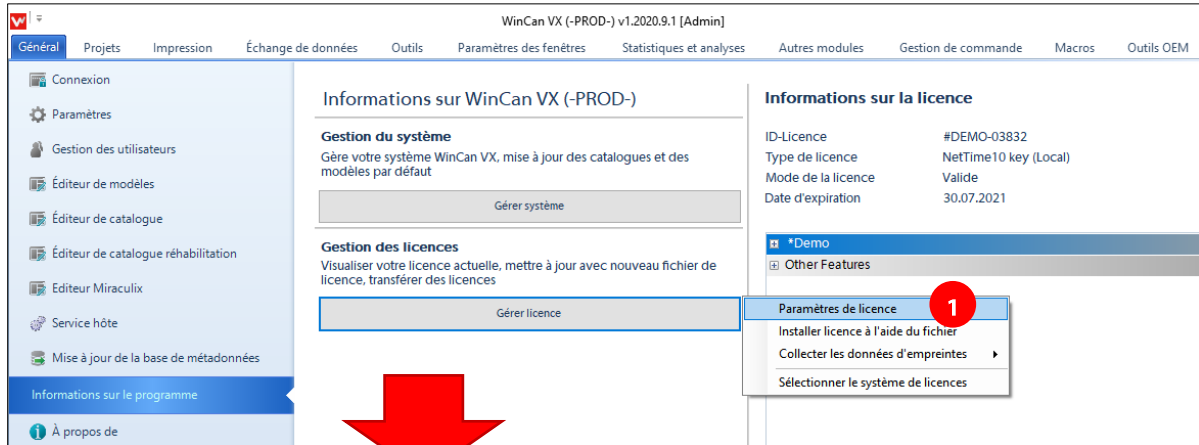 WinCan VX (-PROD-) v1.2020.9.1 [Admin]
Général Projets Impression Échange de données Outils Paramètres des fenêtres Statistiques et analyses Autres modules Gestion de commande Macros Outils OEM
Connexion
Paramètres
Gestion des utilisateurs
Éditeur de modèles
Éditeur de catalogue
Éditeur de catalogue réhabilitation
Editeur Miraculix
Service hôte
Mise à jour de la base de métadonnées
Informations sur le programme
À propos de
Informations sur WinCan VX (-PROD-)
Gestion du système
Gère votre système WinCan VX, mise à jour des catalogues et des
modèles par défaut
Gérer système
Gestion des licences
Visualiser votre licence actuelle, mettre à jour avec nouveau fichier de
licence, transférer des licences
Gérer licence
Paramètres de licence
1
Installer licence à l'aide du fichier
Collecter les données d'empreintes
Sélectionner le système de licences
Informations sur la licence
ID-Licence #DEMO-03832
Type de licence NetTime10 key (Local)
Mode de la licence Valide
Date d'expiration 30.07.2021
*Demo
Other Features